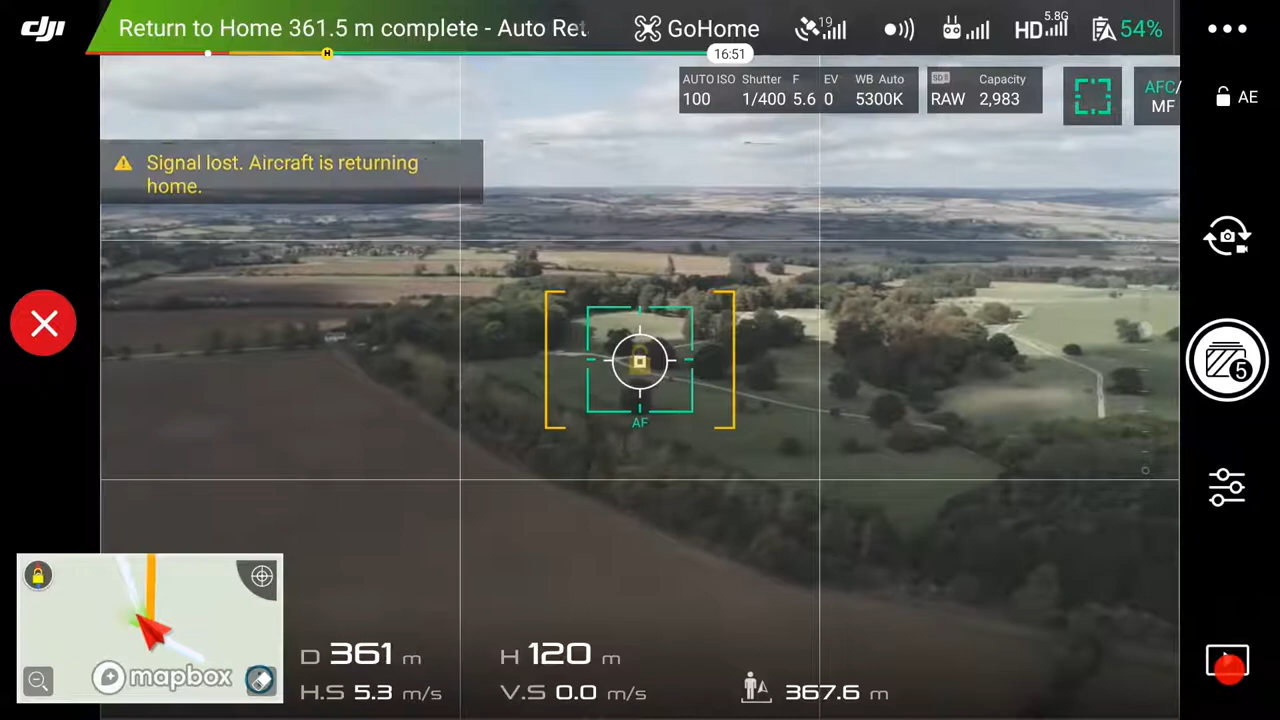 dji
Return to Home 361.5 m complete - Auto Ret.
GoHome
19
HD 5.8G
54%
H
16:51
AUTO ISO Shutter F EV WB Auto
100 1/400 5.6 0 5300K
SD Capacity
RAW 2,983
AFC/
MF
AE
Signal lost. Aircraft is returning
home.
5
AF
mapbox
D 361 m
H 120 m
H.S 5.3 m/s
V.S 0.0 m/s
367.6 m